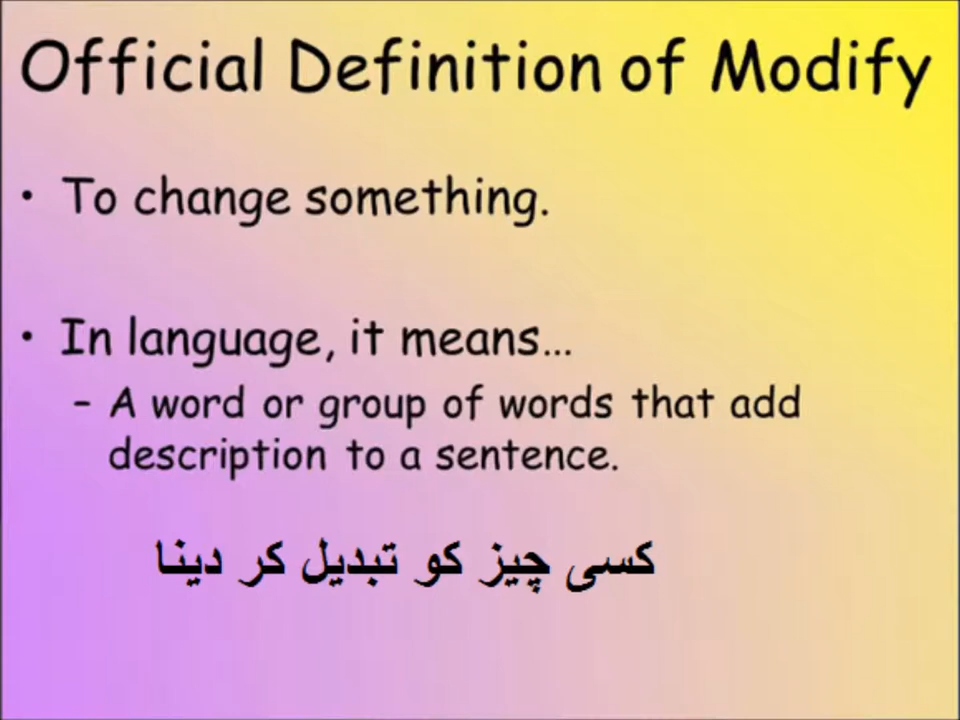 Official Definition of Modify
• To change something.
• In language, it means...
– A word or group of words that add
description to a sentence.
کسی چیز کو تبدیل کر دینا